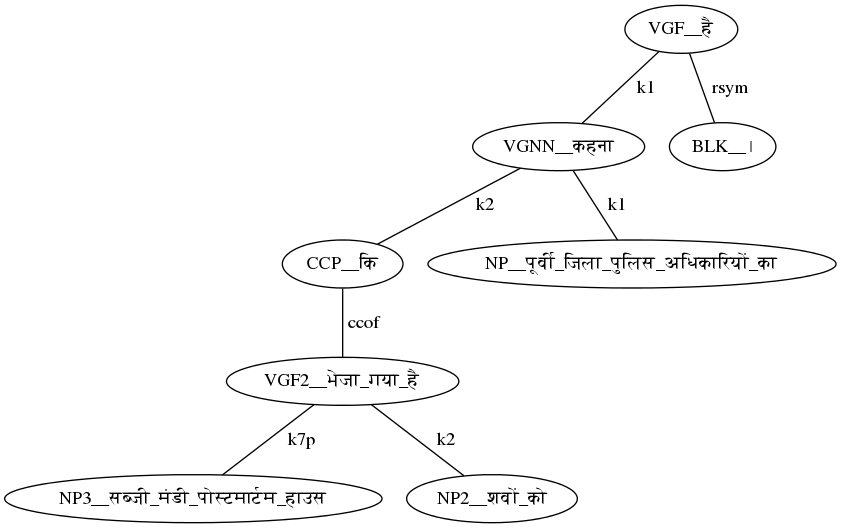 VGF__है
k1 rsym
VGNN__कहना BLK__।
k2 k1
CCP__कि NP__पूर्वी_जिला_पुलिस_अधिकारियों_का
ccof
VGF2__भेजा_गया_है
k7p k2
NP3__सब्जी_मंडी_पोस्टमार्टम_हाउस NP2__शवों_को